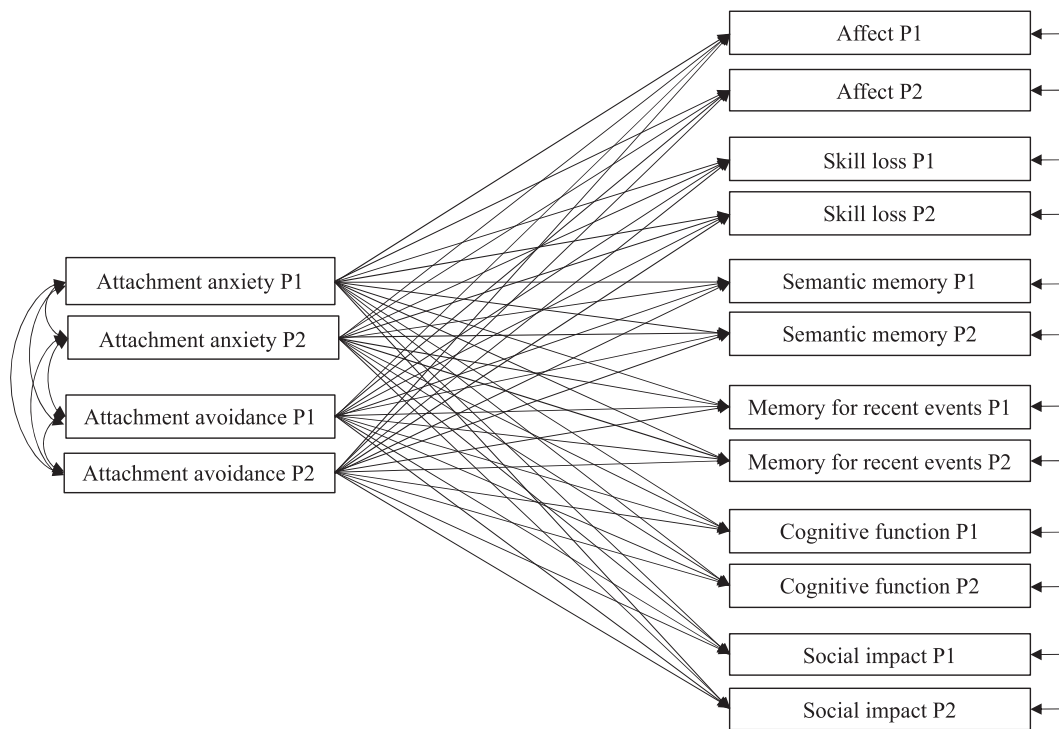 Affect P1
Affect P2
Skill loss P1
Skill loss P2
Attachment anxiety P1
Semantic memory P1
Attachment anxiety P2
Semantic memory P2
Attachment avoidance P1
Memory for recent events P1
Attachment avoidance P2
Memory for recent events P2
Cognitive function P1
Cognitive function P2
Social impact P1
Social impact P2